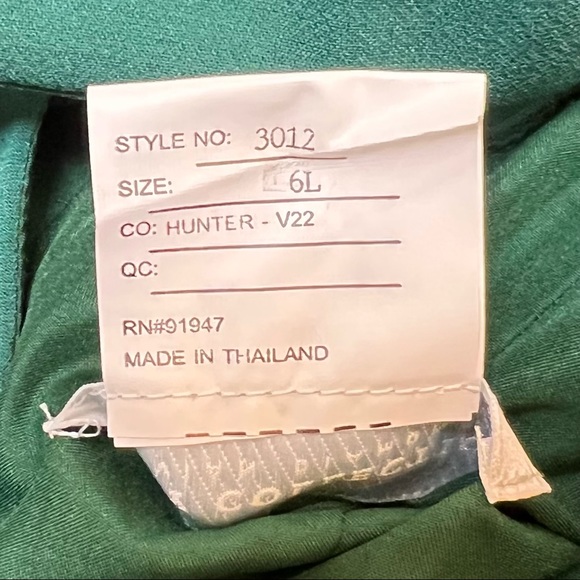 STYLE NO: 3012
SIZE: 6L
CO: HUNTER - V22
QC:
RN#91947
MADE IN THAILAND